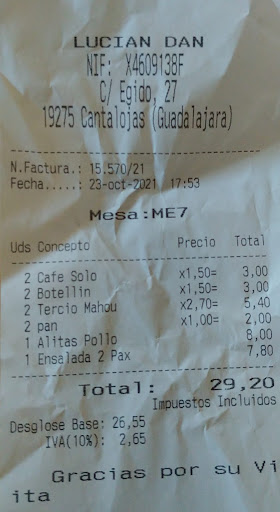 LUCIAN DAN
NIF: X4609138F
C/ Egido, 27
19275 Cantalojas (Guadalajara)
N.Factura.: 15.570/21
Fecha.....: 23-oct-2021 17:53
Mesa:ME7
Uds Concepto Precio Total
2 Cafe Solo x1,50= 3,00
2 Botellin x1,50= 3,00
2 Tercio Mahou x2,70= 5,40
2 pan x1,00= 2,00
1 Alitas Pollo 8,00
1 Ensalada 2 Pax 7,80
Total: 29,20
Impuestos Incluidos
Desglose Base: 26,55
IVA(10%): 2,65
Gracias por su Vi
ita